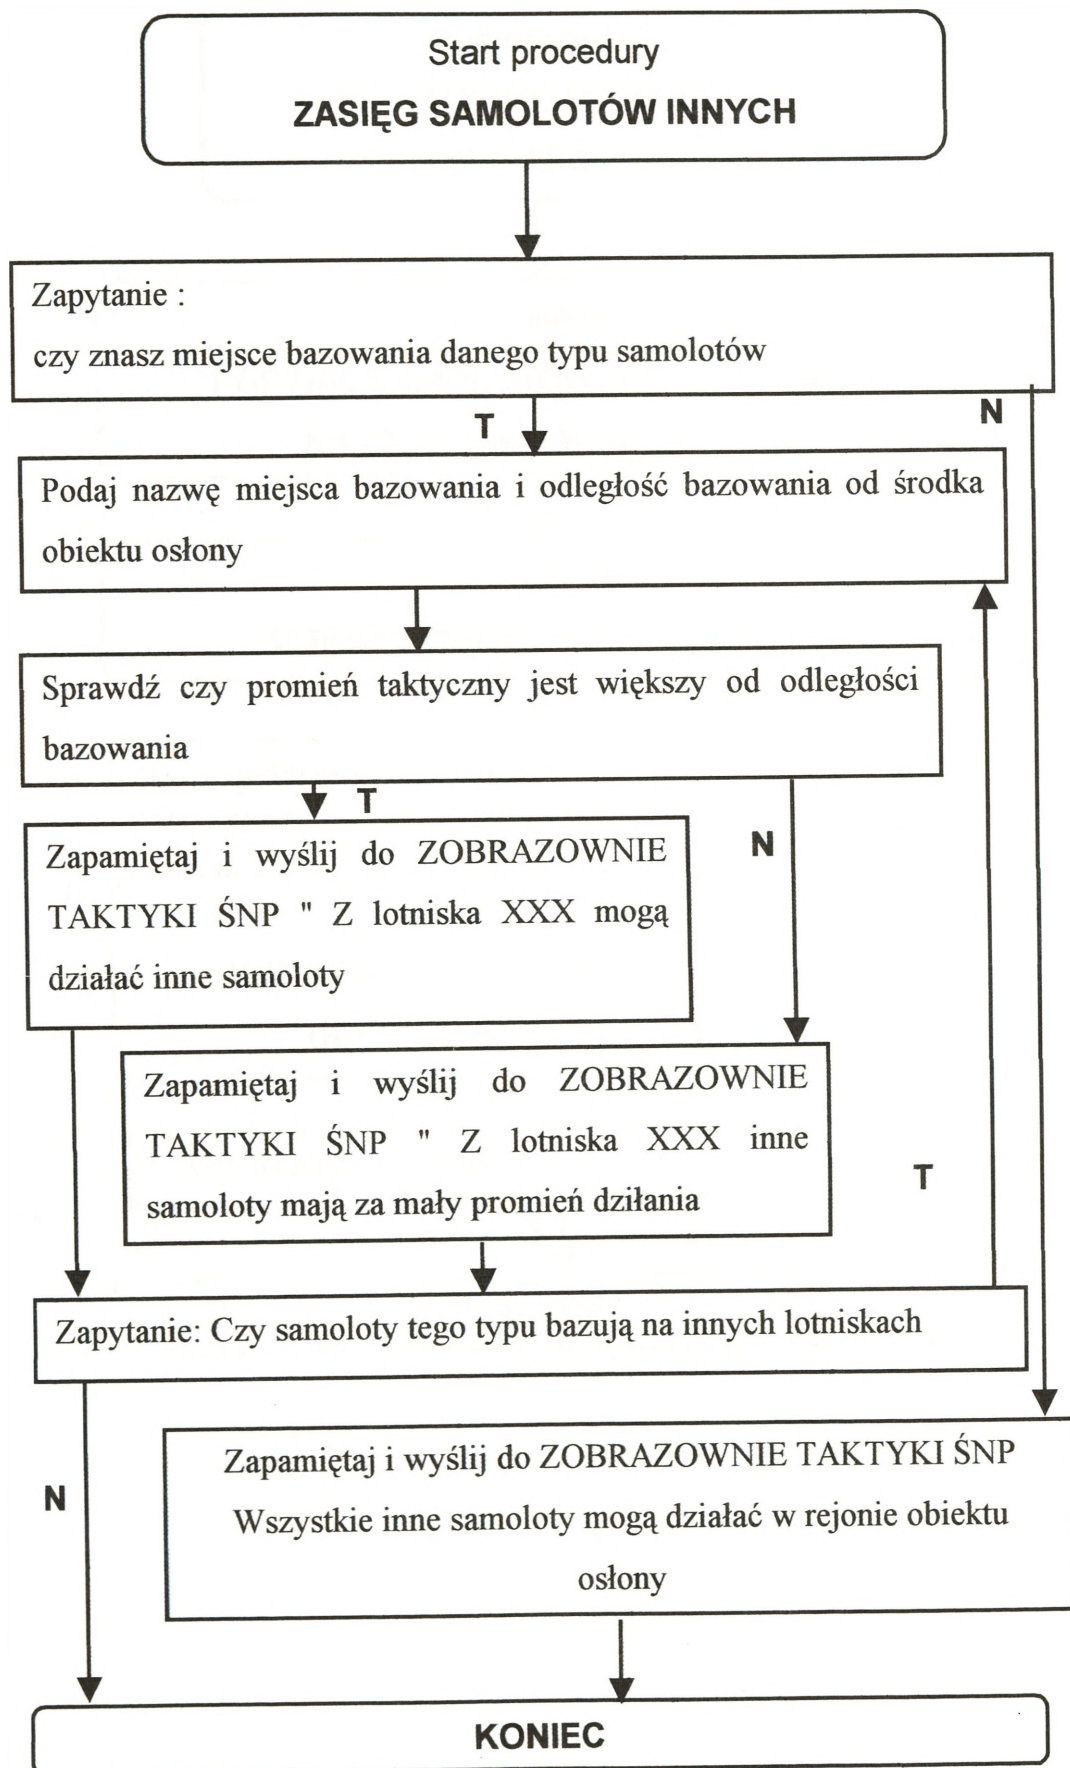 Start procedury
ZASIĘG SAMOLOTÓW INNYCH
Zapytanie :
czy znasz miejsce bazowania danego typu samolotów
T
N
Podaj nazwę miejsca bazowania i odległość bazowania od środka
obiektu osłony
Sprawdź czy promień taktyczny jest większy od odległości
bazowania
T
N
Zapamiętaj i wyślij do ZOBRAZOWNIE
TAKTYKI ŚNP " Z lotniska XXX mogą
działać inne samoloty
Zapamiętaj i wyślij do ZOBRAZOWNIE
TAKTYKI ŚNP " Z lotniska XXX inne
samoloty mają za mały promień dziłania
T
Zapytanie: Czy samoloty tego typu bazują na innych lotniskach
N
Zapamiętaj i wyślij do ZOBRAZOWNIE TAKTYKI ŚNP
Wszystkie inne samoloty mogą działać w rejonie obiektu
osłony
KONIEC